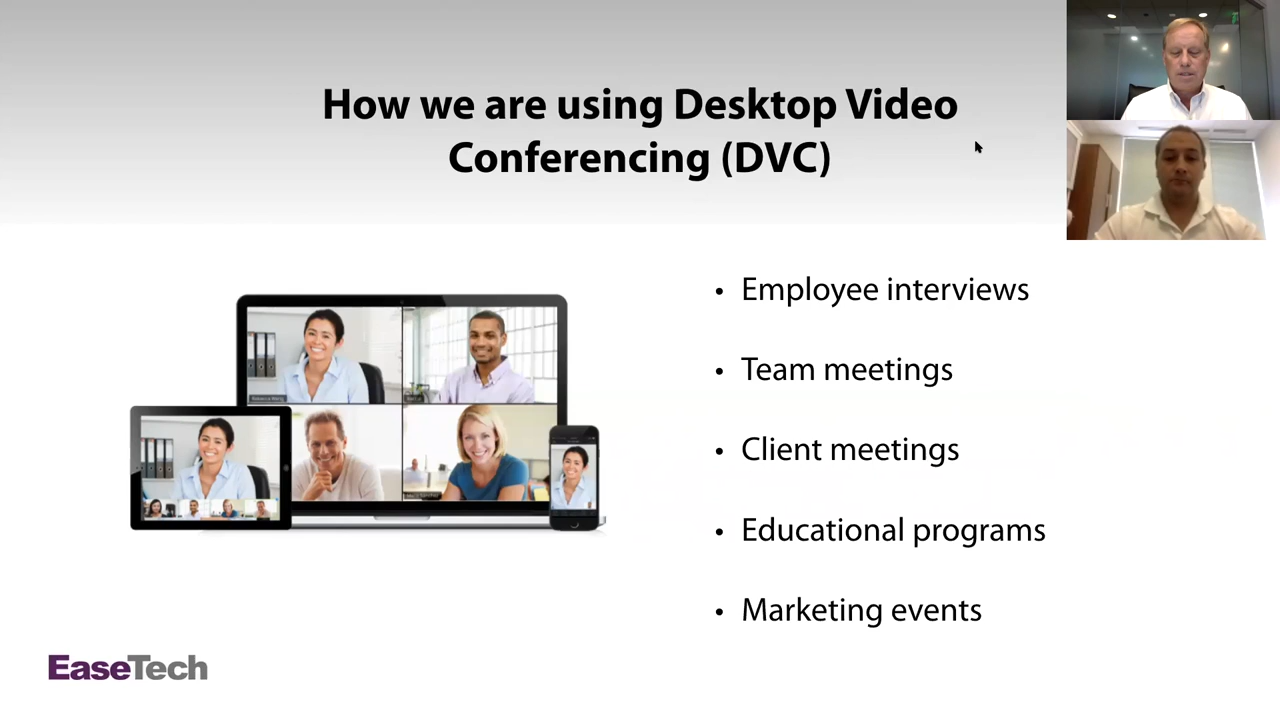 How we are using Desktop Video
Conferencing (DVC)
• Employee interviews
• Team meetings
• Client meetings
• Educational programs
• Marketing events
EaseTech